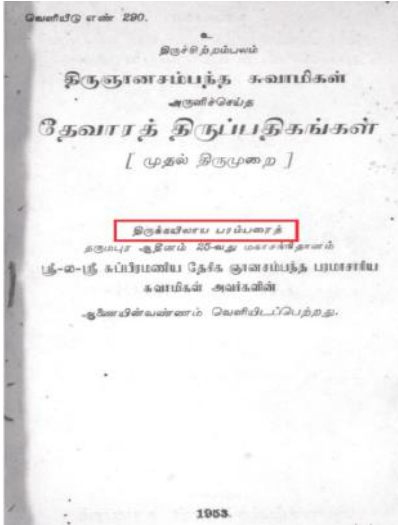 வெளியீடு எண் 290.
உ
திருச்சிற்றம்பலம்
திருஞானசம்பந்த சுவாமிகள்
அருளிச்செய்த
தேவாரத் திருப்பதிகங்கள்
[ முதல் திருமுறை ]
திருக்கயிலாய பரம்பரைத்
தருமபுர ஆதீனம் 25-வது மகாசந்நிதானம்
ஸ்ரீ-ல-ஸ்ரீ சுப்பிரமணிய தேசிக ஞானசம்பந்த பரமாசாரிய
சுவாமிகள் அவர்களின்
ஆணையின்வண்ணம் வெளியிடப்பெற்றது.
1953.